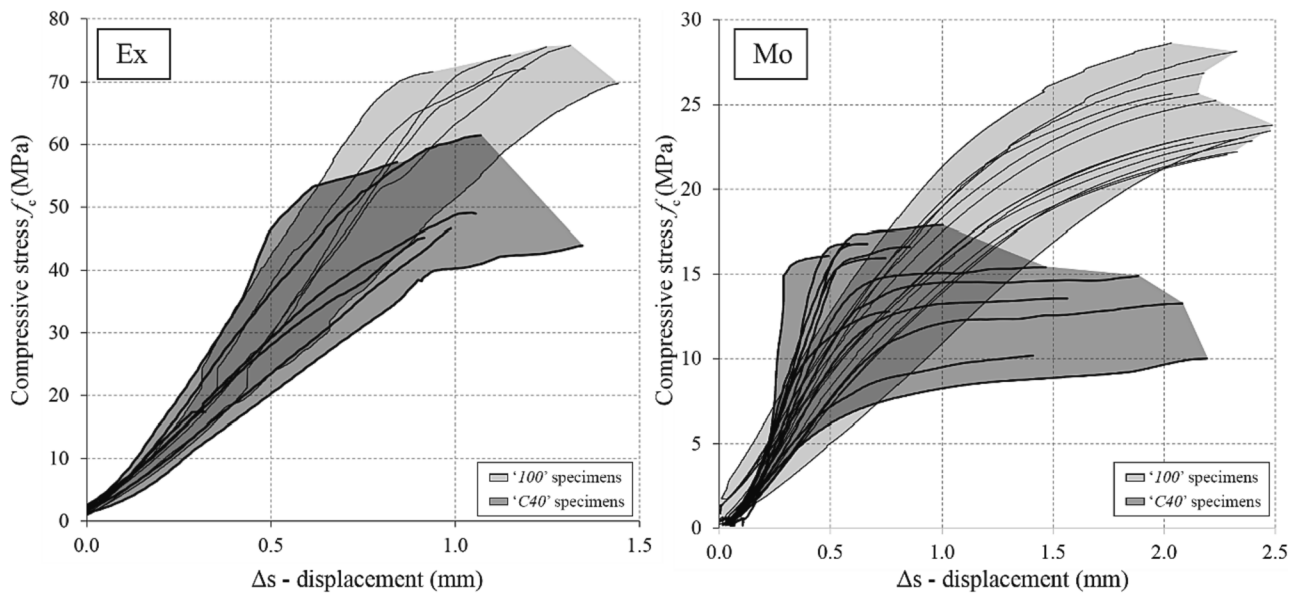 Ex
Compressive stress fc (MPa)
80
70
60
50
40
30
20
10
0
0.0
0.5
1.0
1.5
Δs - displacement (mm)
'100' specimens
'C40' specimens
Mo
Compressive stress fc (MPa)
30
25
20
15
10
5
0
0.0
0.5
1.0
1.5
2.0
2.5
Δs - displacement (mm)
'100' specimens
'C40' specimens